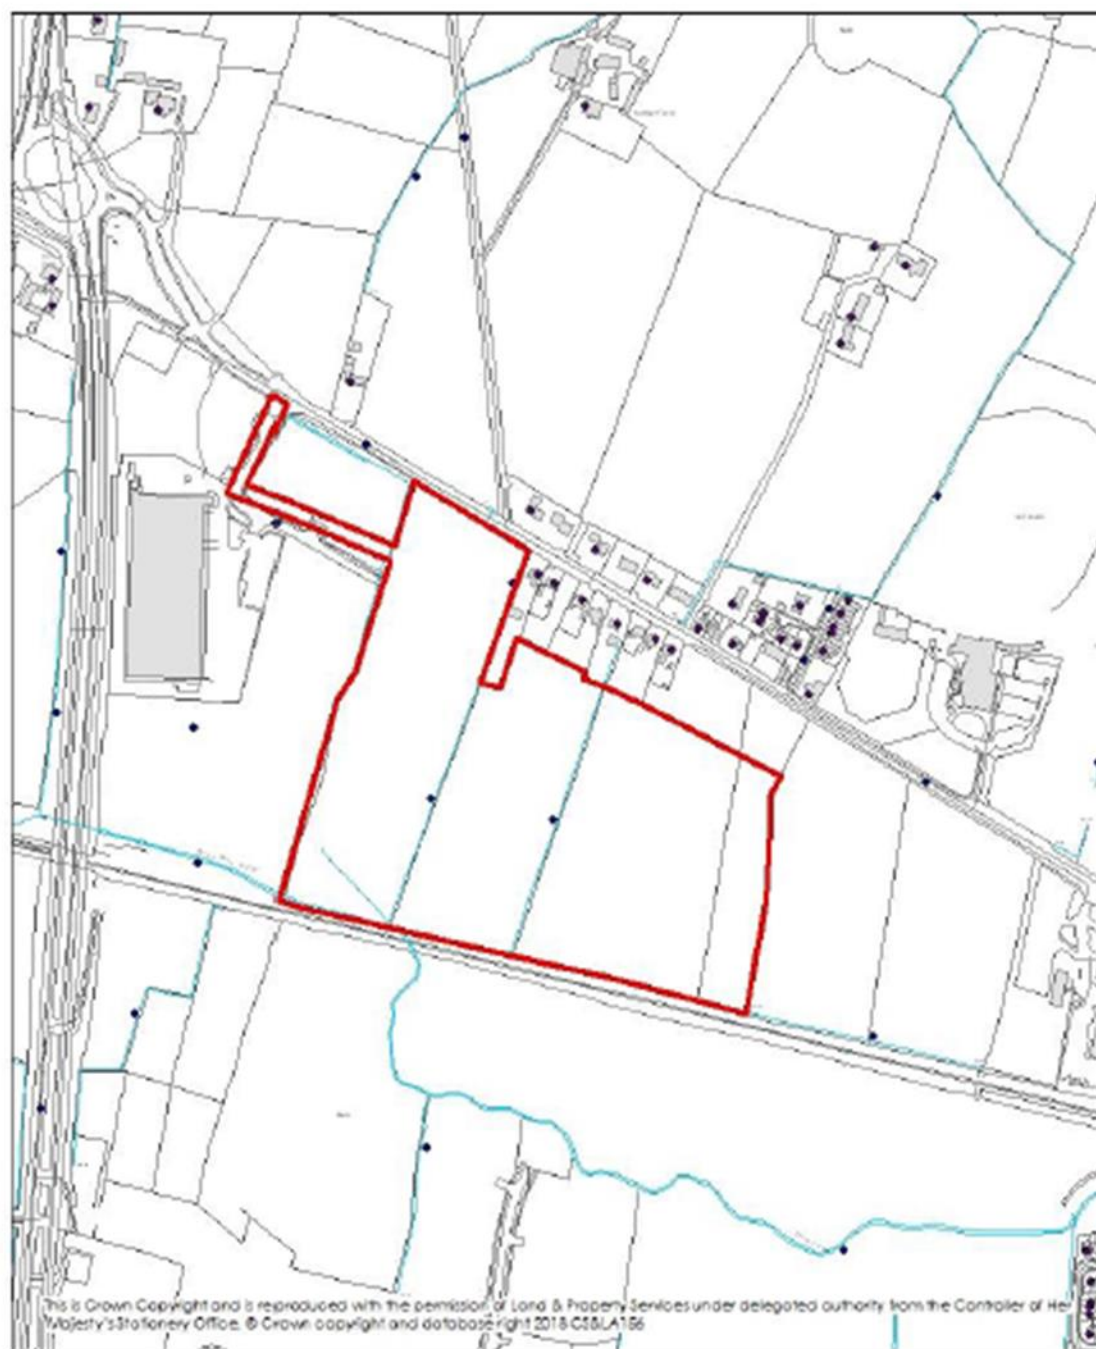 This is Crown Copyright and is reproduced with the permission of Land & Property Services under delegated authority from the Controller of Her
Majesty's Stationery Office, © Crown copyright and database right 2018 CS&LA156